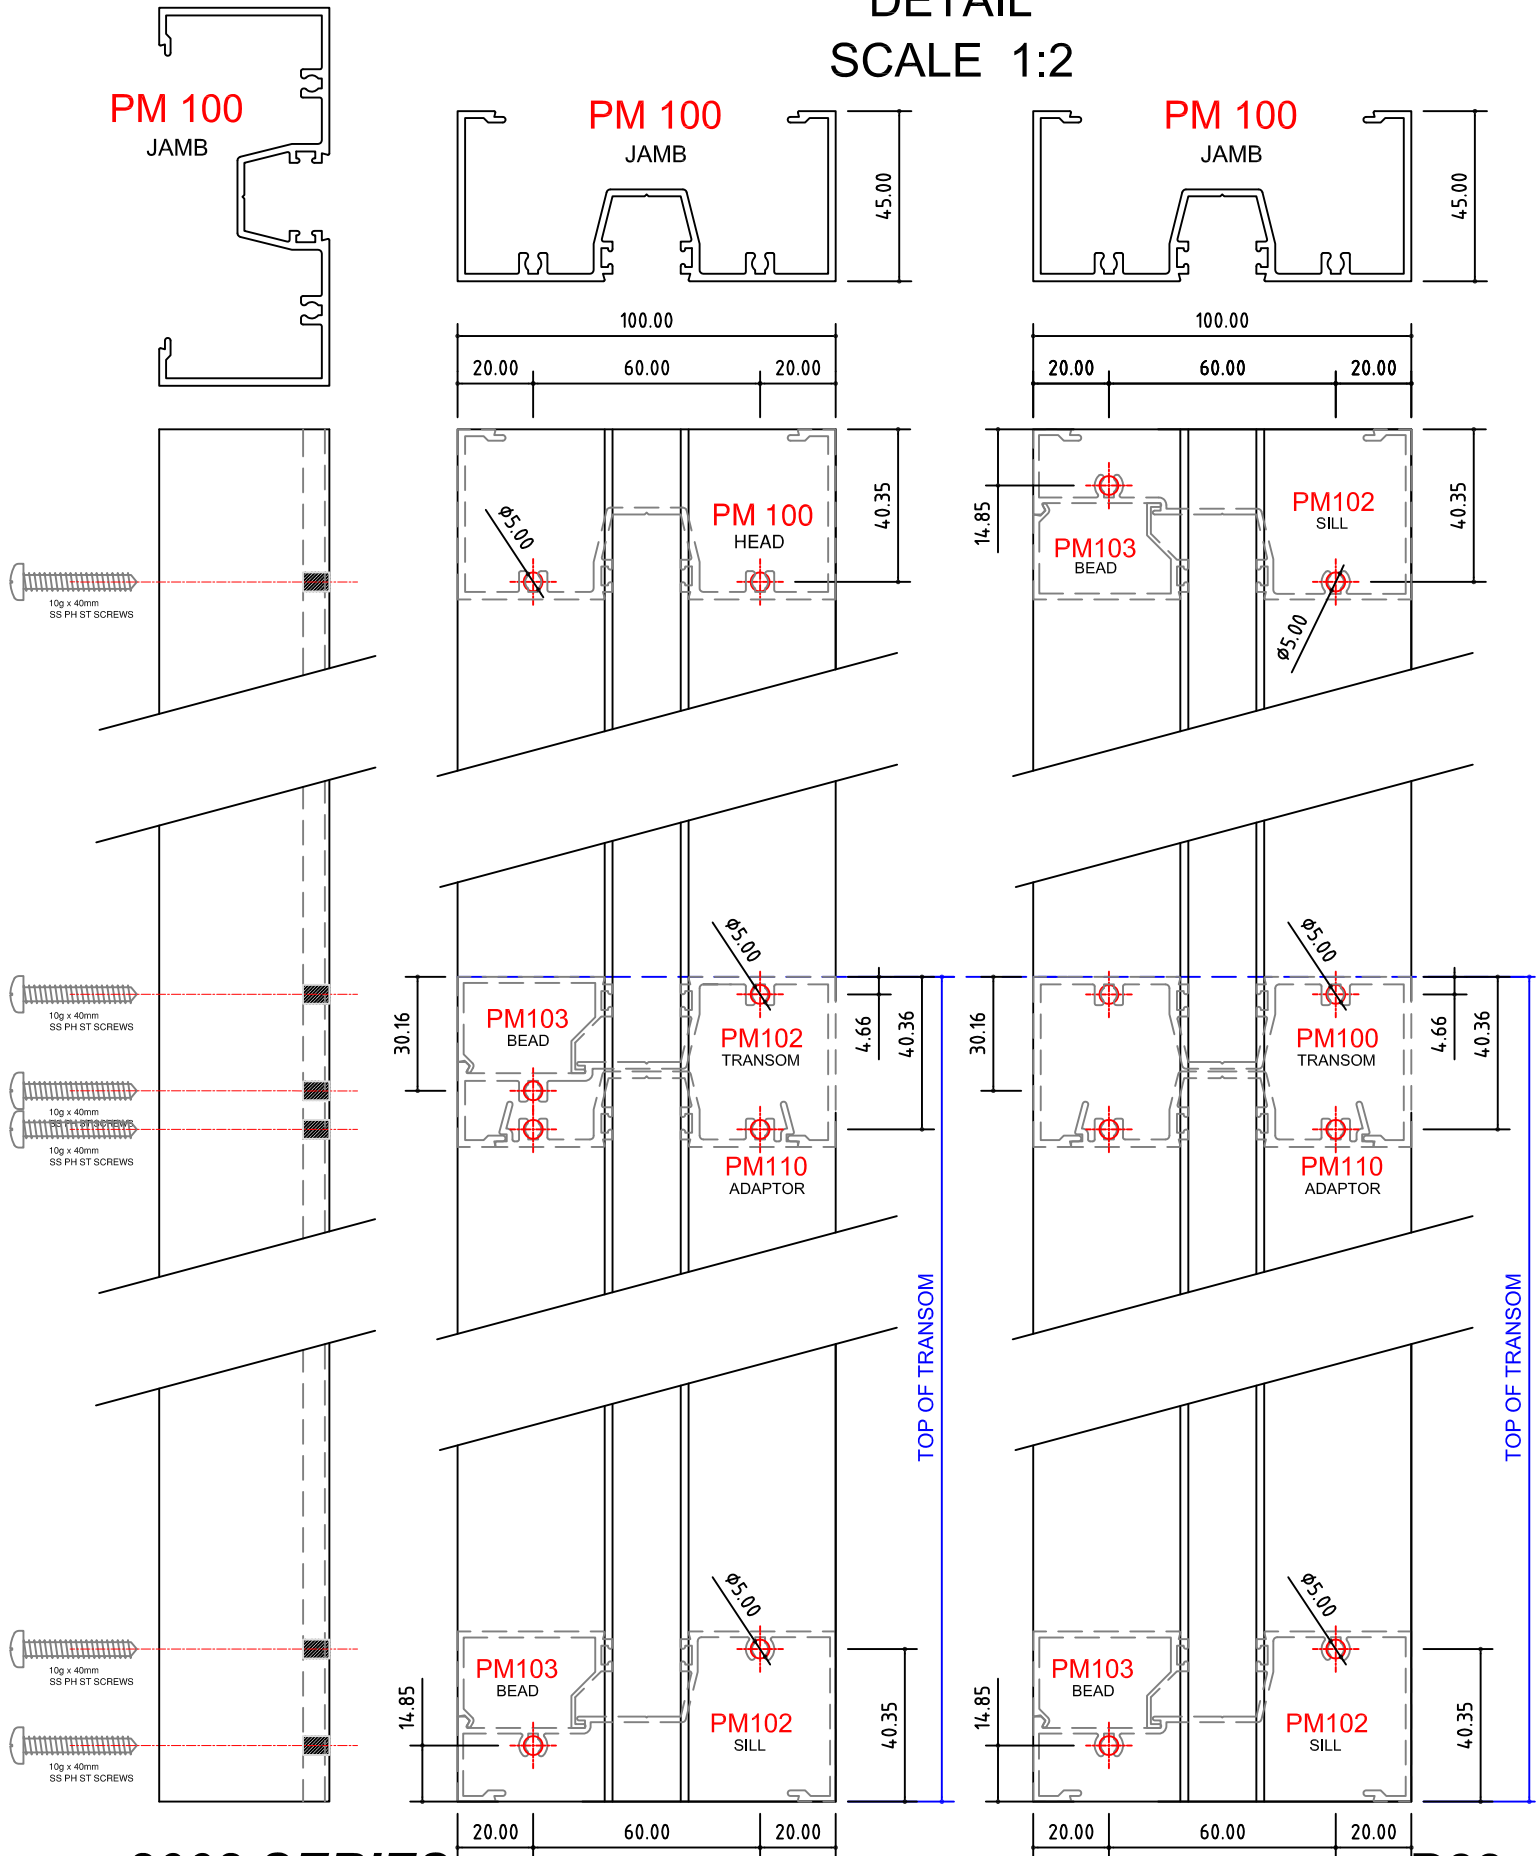 DETAIL
SCALE 1:2
PM 100
JAMB
PM 100
JAMB
45.00
PM 100
JAMB
45.00
100.00
20.00 60.00 20.00
100.00
20.00 60.00 20.00
10g x 40mm
SS PH ST SCREWS
ø5.00
PM 100
HEAD
40.35
14.85
PM103
BEAD
PM102
SILL
ø5.00
40.35
10g x 40mm
SS PH ST SCREWS
10g x 40mm
SS PH ST SCREWS
10g x 40mm
SS PH ST SCREWS
30.16
PM103
BEAD
ø5.00
PM102
TRANSOM
PM110
ADAPTOR
4.66
40.36
30.16
ø5.00
PM100
TRANSOM
PM110
ADAPTOR
4.66
40.36
TOP OF TRANSOM
TOP OF TRANSOM
10g x 40mm
SS PH ST SCREWS
10g x 40mm
SS PH ST SCREWS
14.85
PM103
BEAD
ø5.00
PM102
SILL
40.35
14.85
PM103
BEAD
ø5.00
PM102
SILL
40.35
20.00 60.00 20.00
20.00 60.00 20.00
SERIES